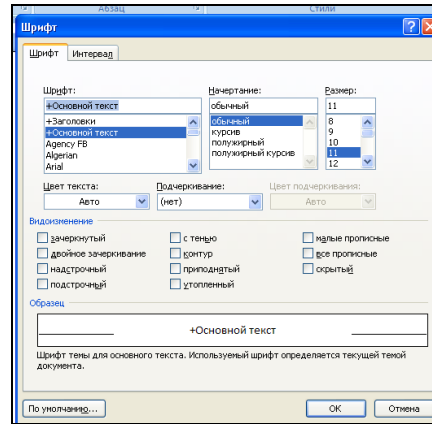 Абзац Стили
Шрифт
Шрифт Интервал
Шрифт: Начертание: Размер:
+Основной текст обычный 11
+Заголовки обычный 8
+Основной текст курсив 9
Agency FB полужирный 10
Algerian полужирный курсив 11
Arial 12
Цвет текста: Подчеркивание: Цвет подчеркивания:
Авто (нет) Авто
Видоизменение
зачеркнутый с тенью малые прописные
двойное зачеркивание контур все прописные
надстрочный приподнятый скрытый
подстрочный утопленный
Образец
+Основной текст
Шрифт темы для основного текста. Используемый шрифт определяется текущей темой
документа.
По умолчанию... ОК Отмена